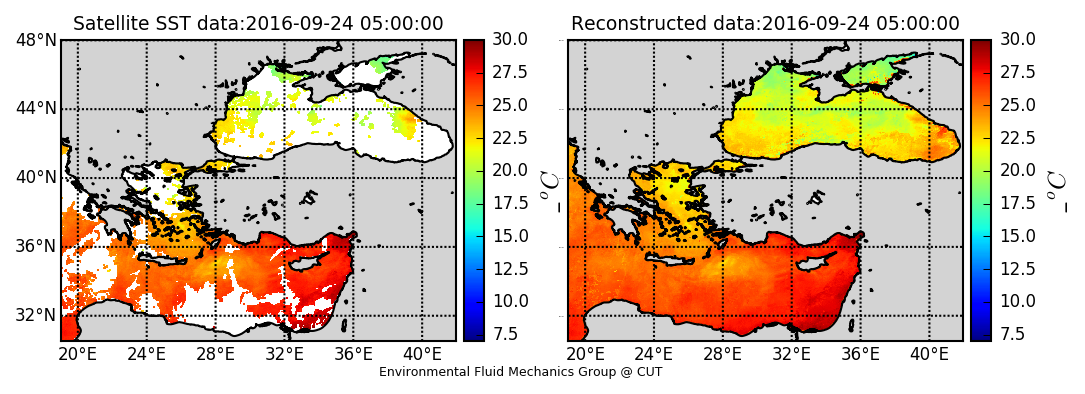 Satellite SST data:2016-09-24 05:00:00
48°N
44°N
40°N
36°N
32°N
20°E 24°E 28°E 32°E 36°E 40°E
30.0
27.5
25.0
22.5
20.0
17.5
15.0
12.5
10.0
7.5
_ °C
Reconstructed data:2016-09-24 05:00:00
20°E 24°E 28°E 32°E 36°E 40°E
30.0
27.5
25.0
22.5
20.0
17.5
15.0
12.5
10.0
7.5
_ °C
Environmental Fluid Mechanics Group @ CUT